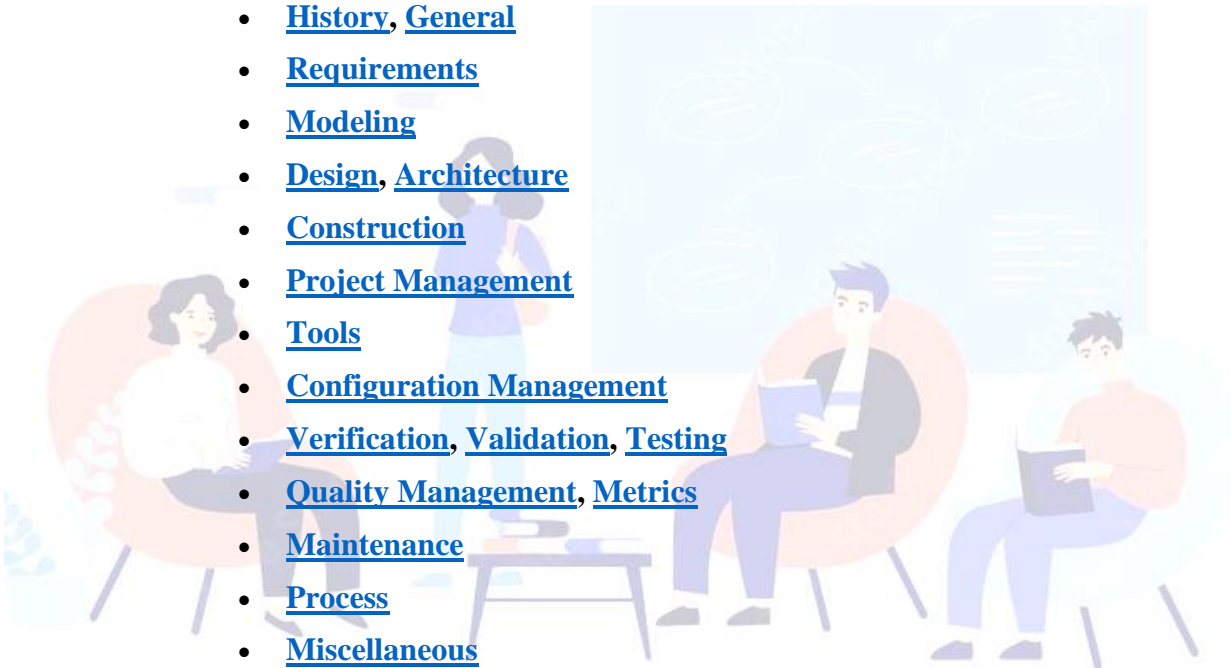 • History, General
• Requirements
• Modeling
• Design, Architecture
• Construction
• Project Management
• Tools
• Configuration Management
• Verification, Validation, Testing
• Quality Management, Metrics
• Maintenance
• Process
• Miscellaneous